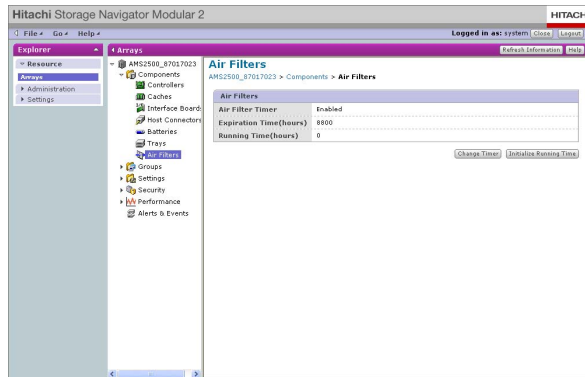 Hitachi Storage Navigator Modular 2
HITACH
File Go Help
Logged in as: system Close Logout
Explorer
Arrays
Refresh Information Help
Resource
Arrays
Administration
Settings
AMS2500_87017023
Components
Controllers
Caches
Interface Boards
Host Connectors
Batteries
Trays
Air Filters
Groups
Settings
Security
Performance
Alerts & Events
Air Filters
AMS2500_87017023 > Components > Air Filters
Air Filters
Air Filter Timer Enabled
Expiration Time(hours) 8800
Running Time(hours) 0
Change Timer Initialize Running Time